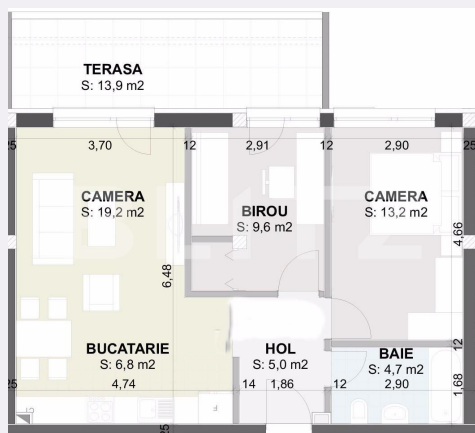 TERASA
S: 13,9 m2
25 3,70 12 2,91 12 2,90 25
CAMERA
S: 19,2 m2
BIROU
S: 9,6 m2
CAMERA
S: 13,2 m2
BLITZ
6,48
4,66
BUCATARIE
S: 6,8 m2
HOL
S: 5,0 m2
BAIE
S: 4,7 m2
12
25 4,74 14 1,86 12 2,90
1,68
G
F
25